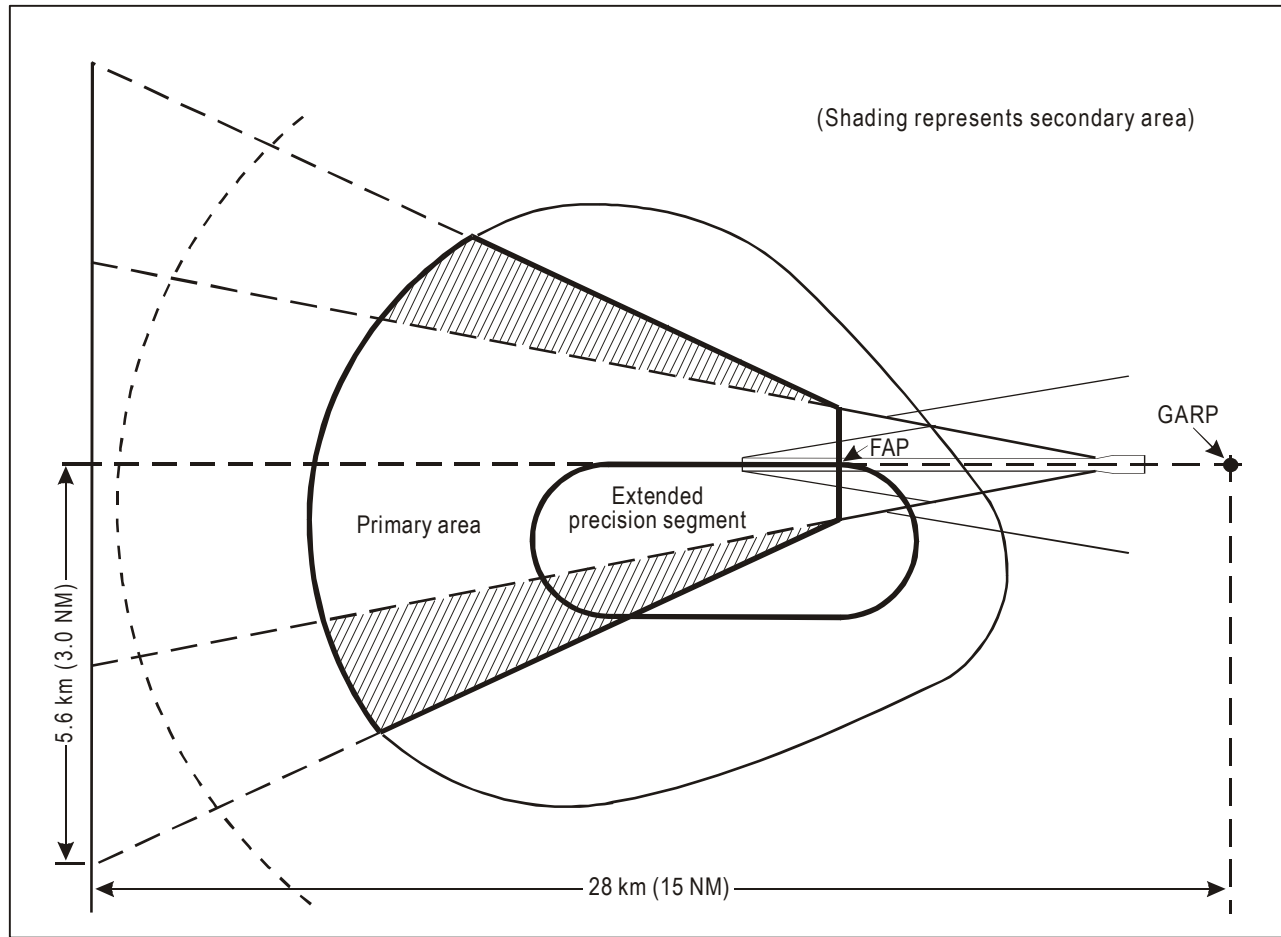 (Shading represents secondary area)
GARP
FAP
Extended
precision segment
Primary area
5.6 km (3.0 NM)
28 km (15 NM)